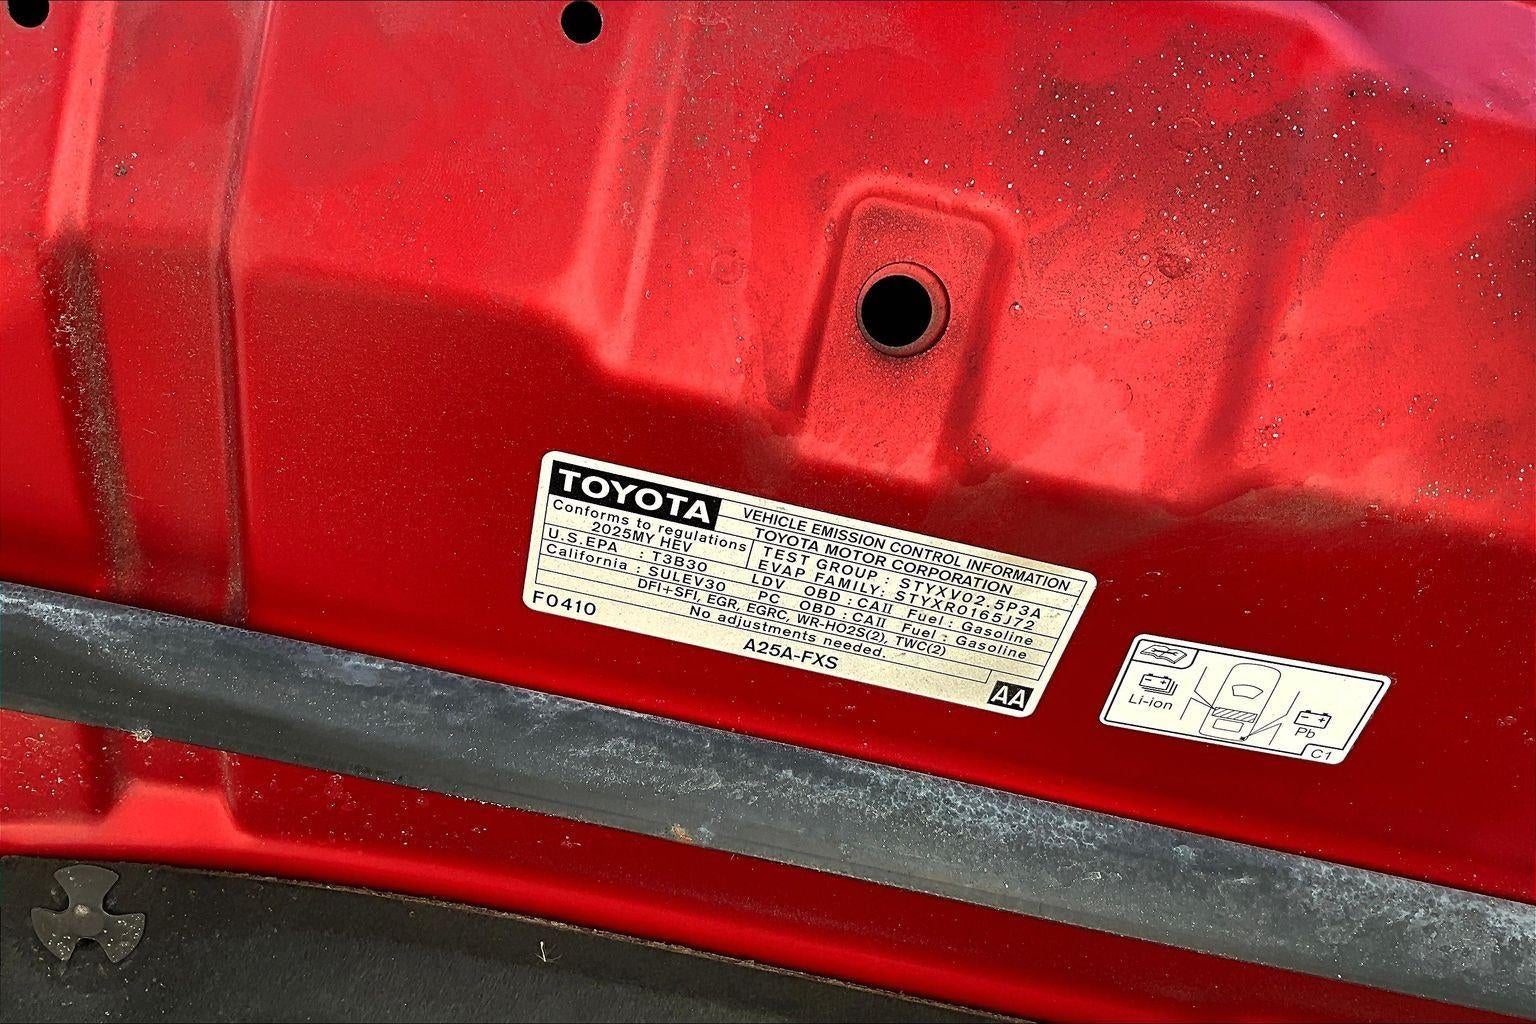 TOYOTA
VEHICLE EMISSION CONTROL INFORMATION
Conforms to regulations
TOYOTA MOTOR CORPORATION
2025MY HEV
TEST GROUP : STYXV02.5P3A
EVAP FAMILY: STYXR0165J72
U.S.EPA : T3B30 LDV OBD : CAII Fuel : Gasoline
California : SULEV30 PC OBD : CAII Fuel : Gasoline
DFI+SFI, EGR, EGRC, WR-HO2S(2), TWC(2)
No adjustments needed.
F0410
A25A-FXS
AA
Li-ion
Pb
C1